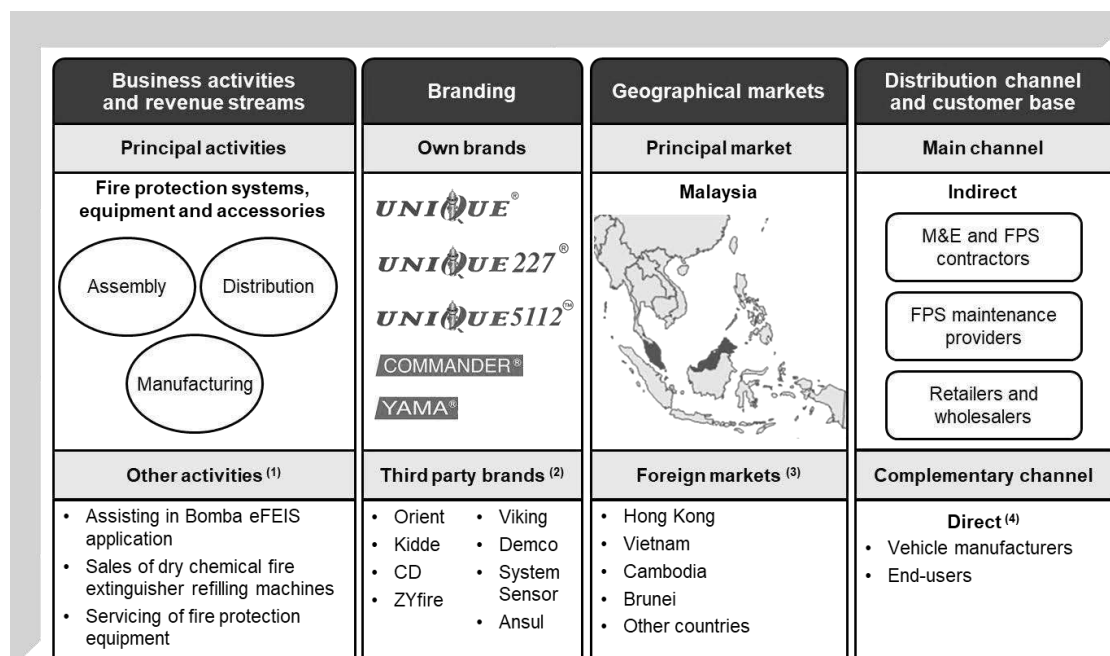 Business activities
and revenue streams
Principal activities
Fire protection systems,
equipment and accessories
Assembly
Distribution
Manufacturing
Other activities (1)
• Assisting in Bomba eFEIS
application
• Sales of dry chemical fire
extinguisher refilling machines
• Servicing of fire protection
equipment
Branding
Own brands
UNIQUE®
UNIQUE 227®
UNIQUE 5112™
COMMANDER®
YAMA®
Third party brands (2)
• Orient
• Kidde
• CD
• ZYfire
• Viking
• Demco
• System
Sensor
• Ansul
Geographical markets
Principal market
Malaysia
Foreign markets (3)
• Hong Kong
• Vietnam
• Cambodia
• Brunei
• Other countries
Distribution channel
and customer base
Main channel
Indirect
M&E and FPS
contractors
FPS maintenance
providers
Retailers and
wholesalers
Complementary channel
Direct (4)
• Vehicle manufacturers
• End-users